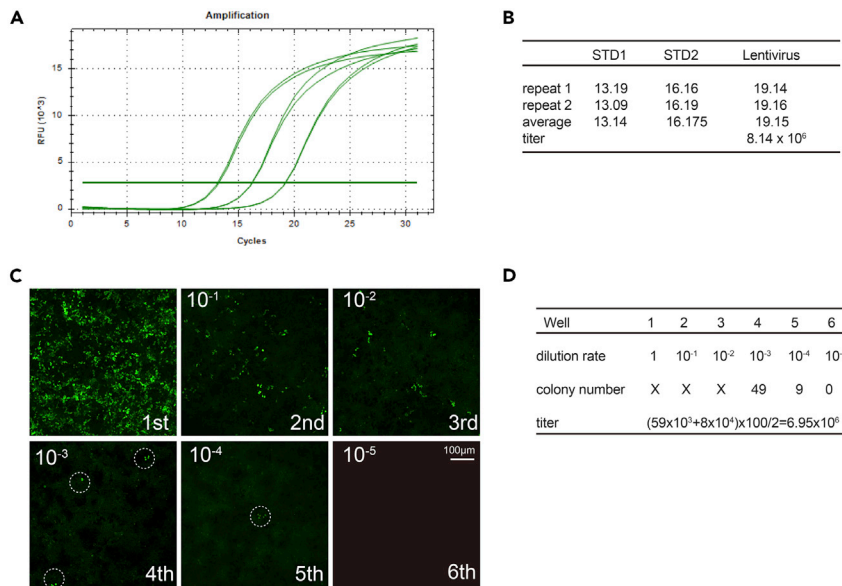 A
Amplification
RFU (10^3)
15
10
5
0
0 5 10 15 20 25 30
Cycles
B
STD1 STD2 Lentivirus
repeat 1 13.19 16.16 19.14
repeat 2 13.09 16.19 19.16
average 13.14 16.175 19.15
titer 8.14 x 10⁶
C
1st
10⁻¹ 2nd
10⁻² 3rd
10⁻³ 4th
10⁻⁴ 5th
10⁻⁵ 100µm 6th
D
Well 1 2 3 4 5 6
dilution rate 1 10⁻¹ 10⁻² 10⁻³ 10⁻⁴ 10⁻
colony number X X X 49 9 0
titer (59x10³+8x10⁴)x100/2=6.95x10⁶